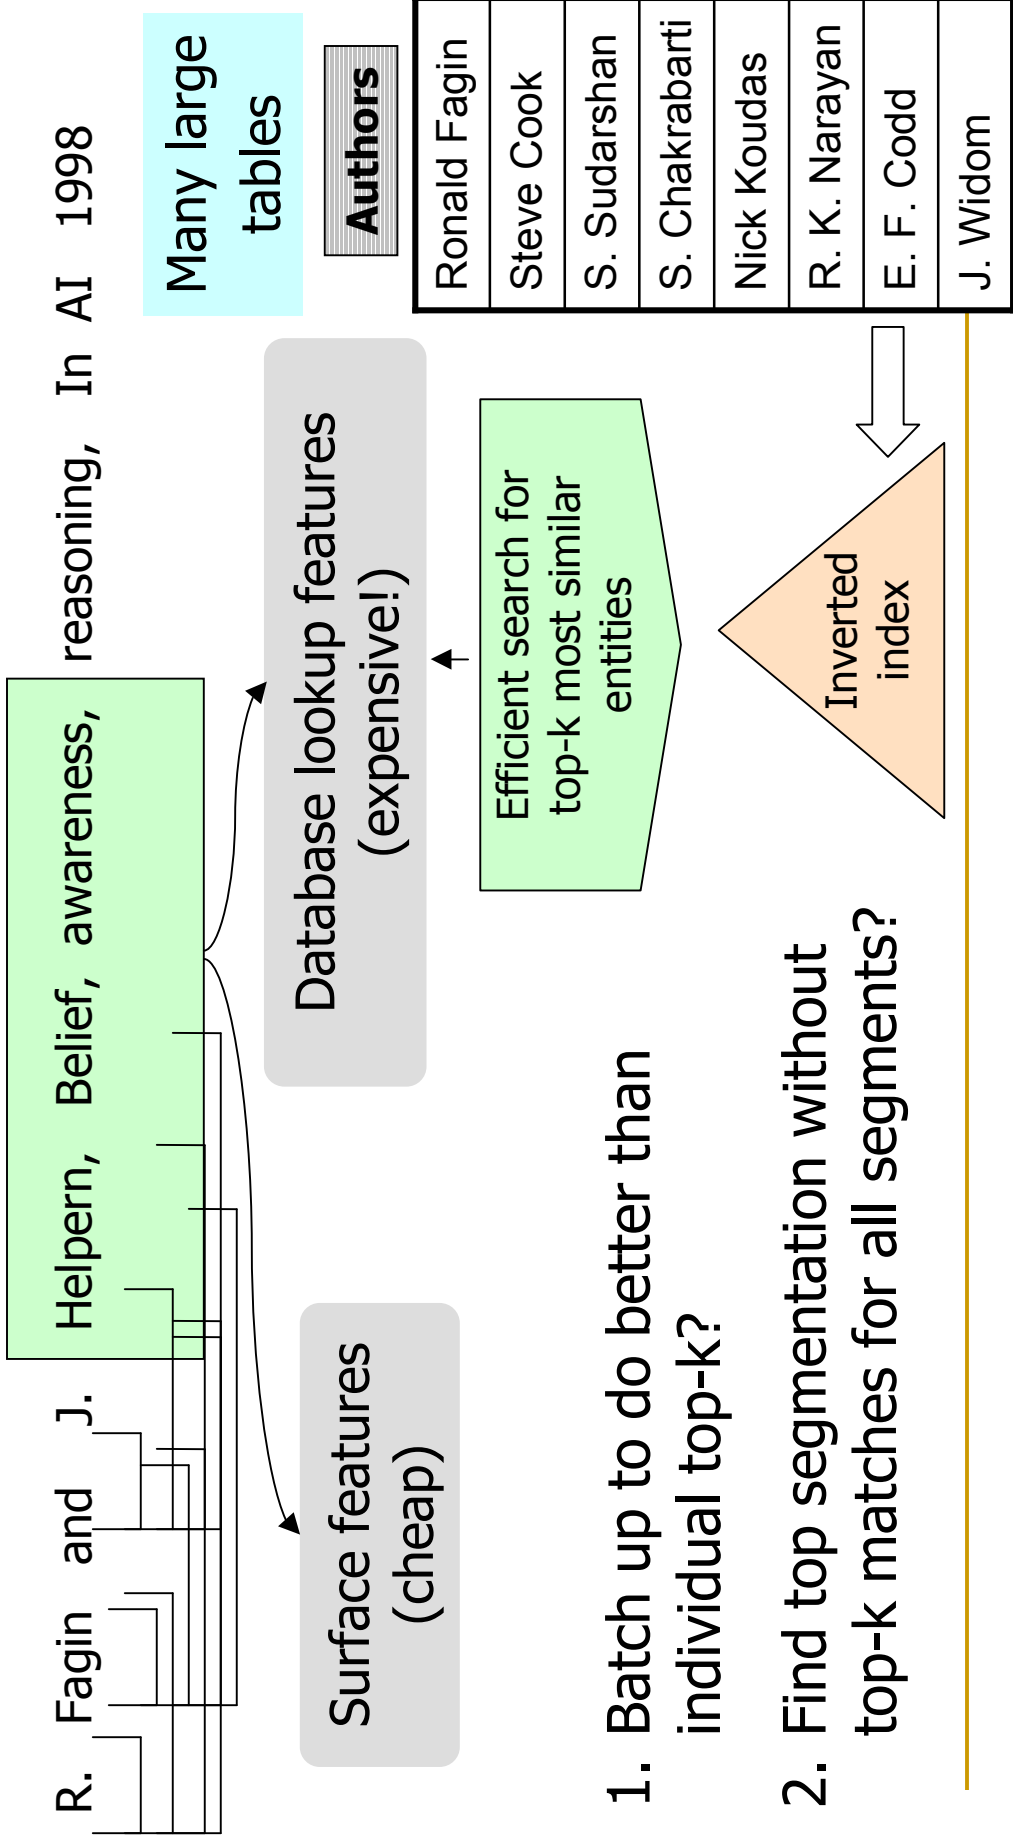 R. Fagin and J. Helpern, Belief, awareness, reasoning, In AI 1998
Many large
tables
Authors
Ronald Fagin
Steve Cook
S. Sudarshan
S. Chakrabarti
Nick Koudas
R. K. Narayan
E. F. Codd
J. Widom
Surface features
(cheap)
Database lookup features
(expensive!)
Efficient search for
top-k most similar
entities
Inverted
index
1. Batch up to do better than
individual top-k?
2. Find top segmentation without
top-k matches for all segments?